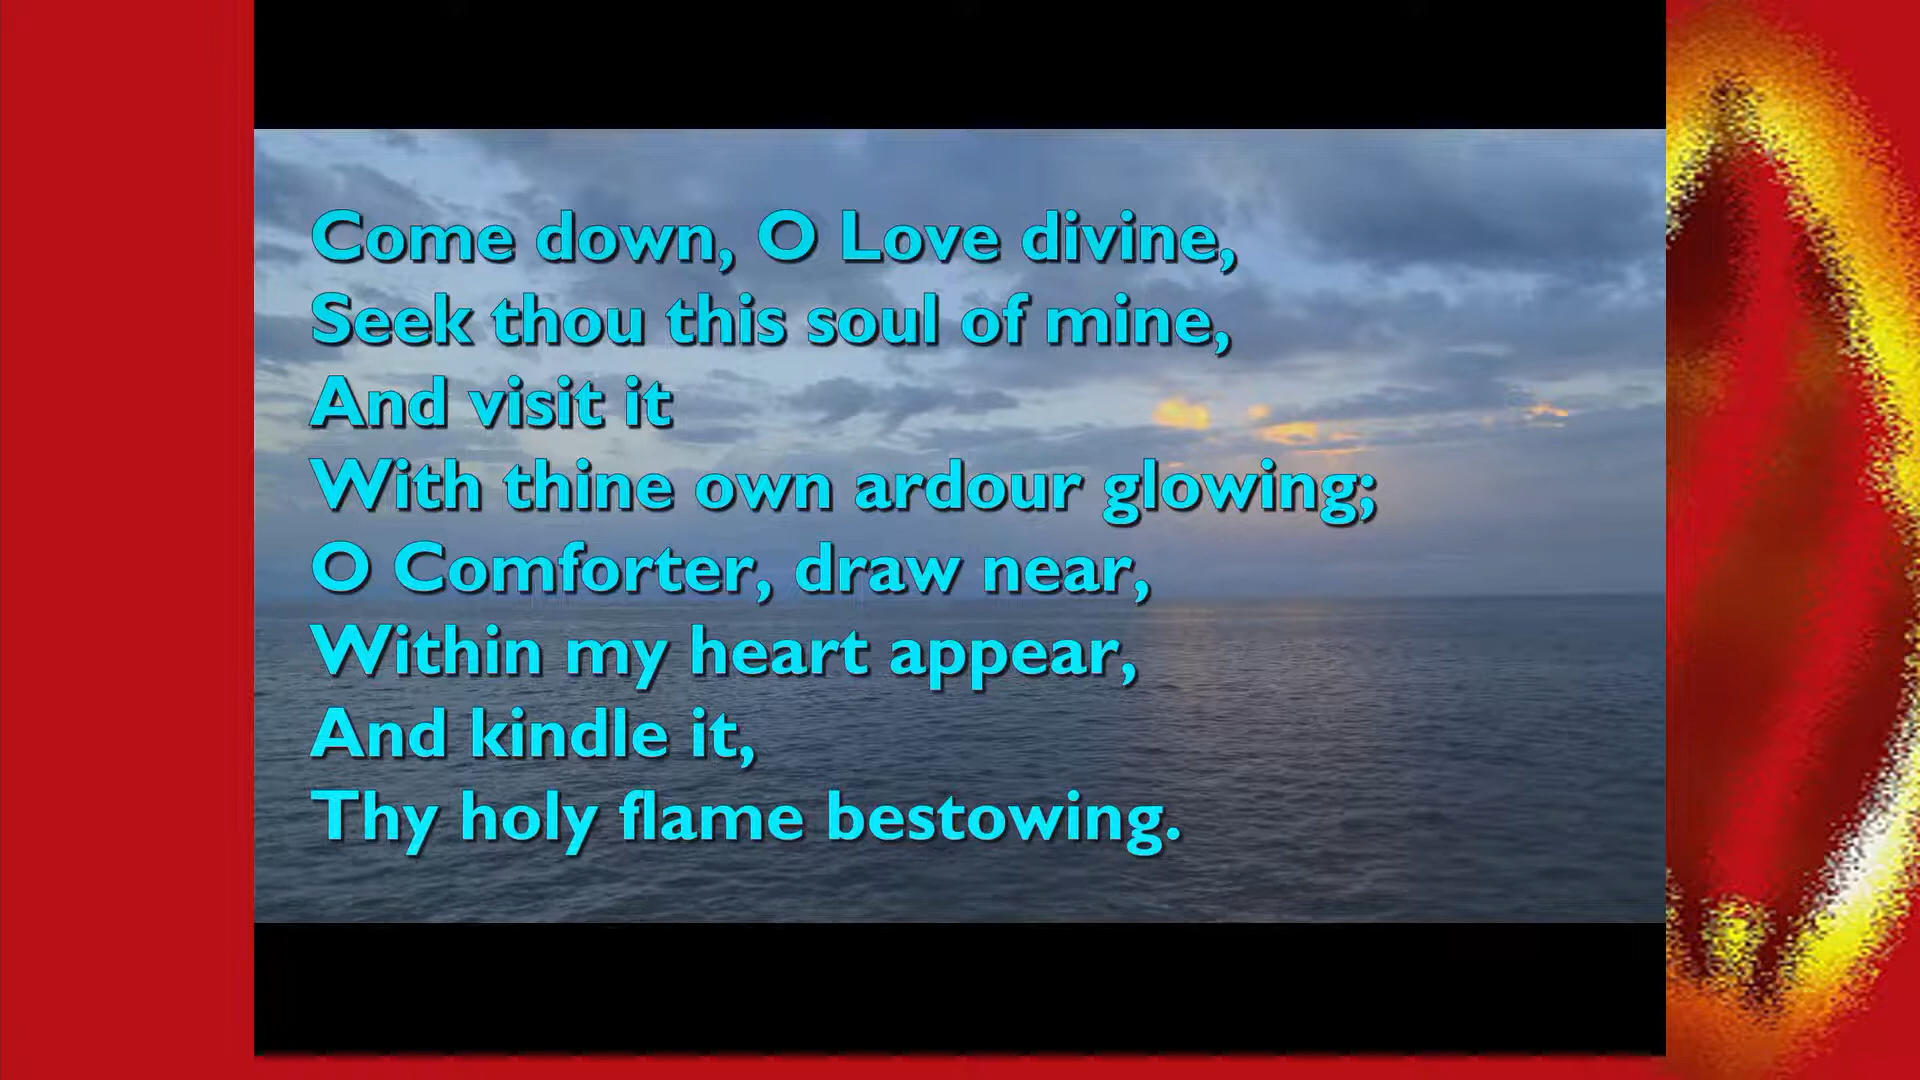 Come down, O Love divine,
Seek thou this soul of mine,
And visit it
With thine own ardour glowing;
O Comforter, draw near,
Within my heart appear,
And kindle it,
Thy holy flame bestowing.